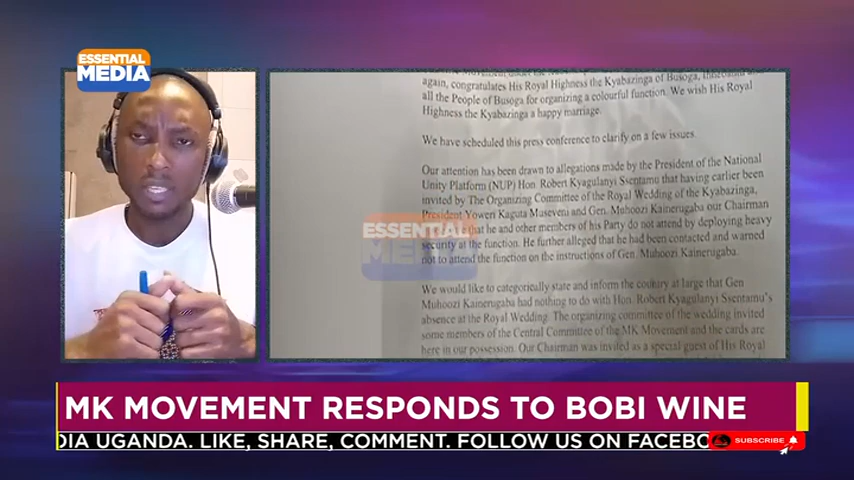 ESSENTIAL
MEDIA
again, congratulates His Royal Highness the Kyabazinga of Busoga,
all the People of Busoga for organizing a colourful function. We wish His Royal
Highness the Kyabazinga a happy marriage.
We have scheduled this press conference to clarify on a few issues.
Our attention has been drawn to allegations made by the President of the National
Unity Platform (NUP) Hon. Robert Kyagulanyi Ssentamu that having earlier been
invited by The Organizing Committee of the Royal Wedding of the Kyabazinga,
President Yoweri Kaguta Museveni and Gen. Muhoozi Kainerugaba our Chairman
that he and other members of his Party do not attend by deploying heavy
security at the function. He further alleged that he had been contacted and warned
not to attend the function on the instructions of Gen. Muhoozi Kainerugaba.
ESSENTIAL
MEDIA
We would like to categorically state and inform the country at large that Gen
Muhoozi Kainerugaba had nothing to do with Hon. Robert Kyagulanyi Ssentamu's
absence at the Royal Wedding. The organizing committee of the wedding invited
some members of the Central Committee of the MK Movement and the cards are
here in our possession. Our Chairman was invited as a special guest of His Royal
MK MOVEMENT RESPONDS TO BOBI WINE
DIA UGANDA. LIKE, SHARE, COMMENT. FOLLOW US ON FACEBO
SUBSCRIBE